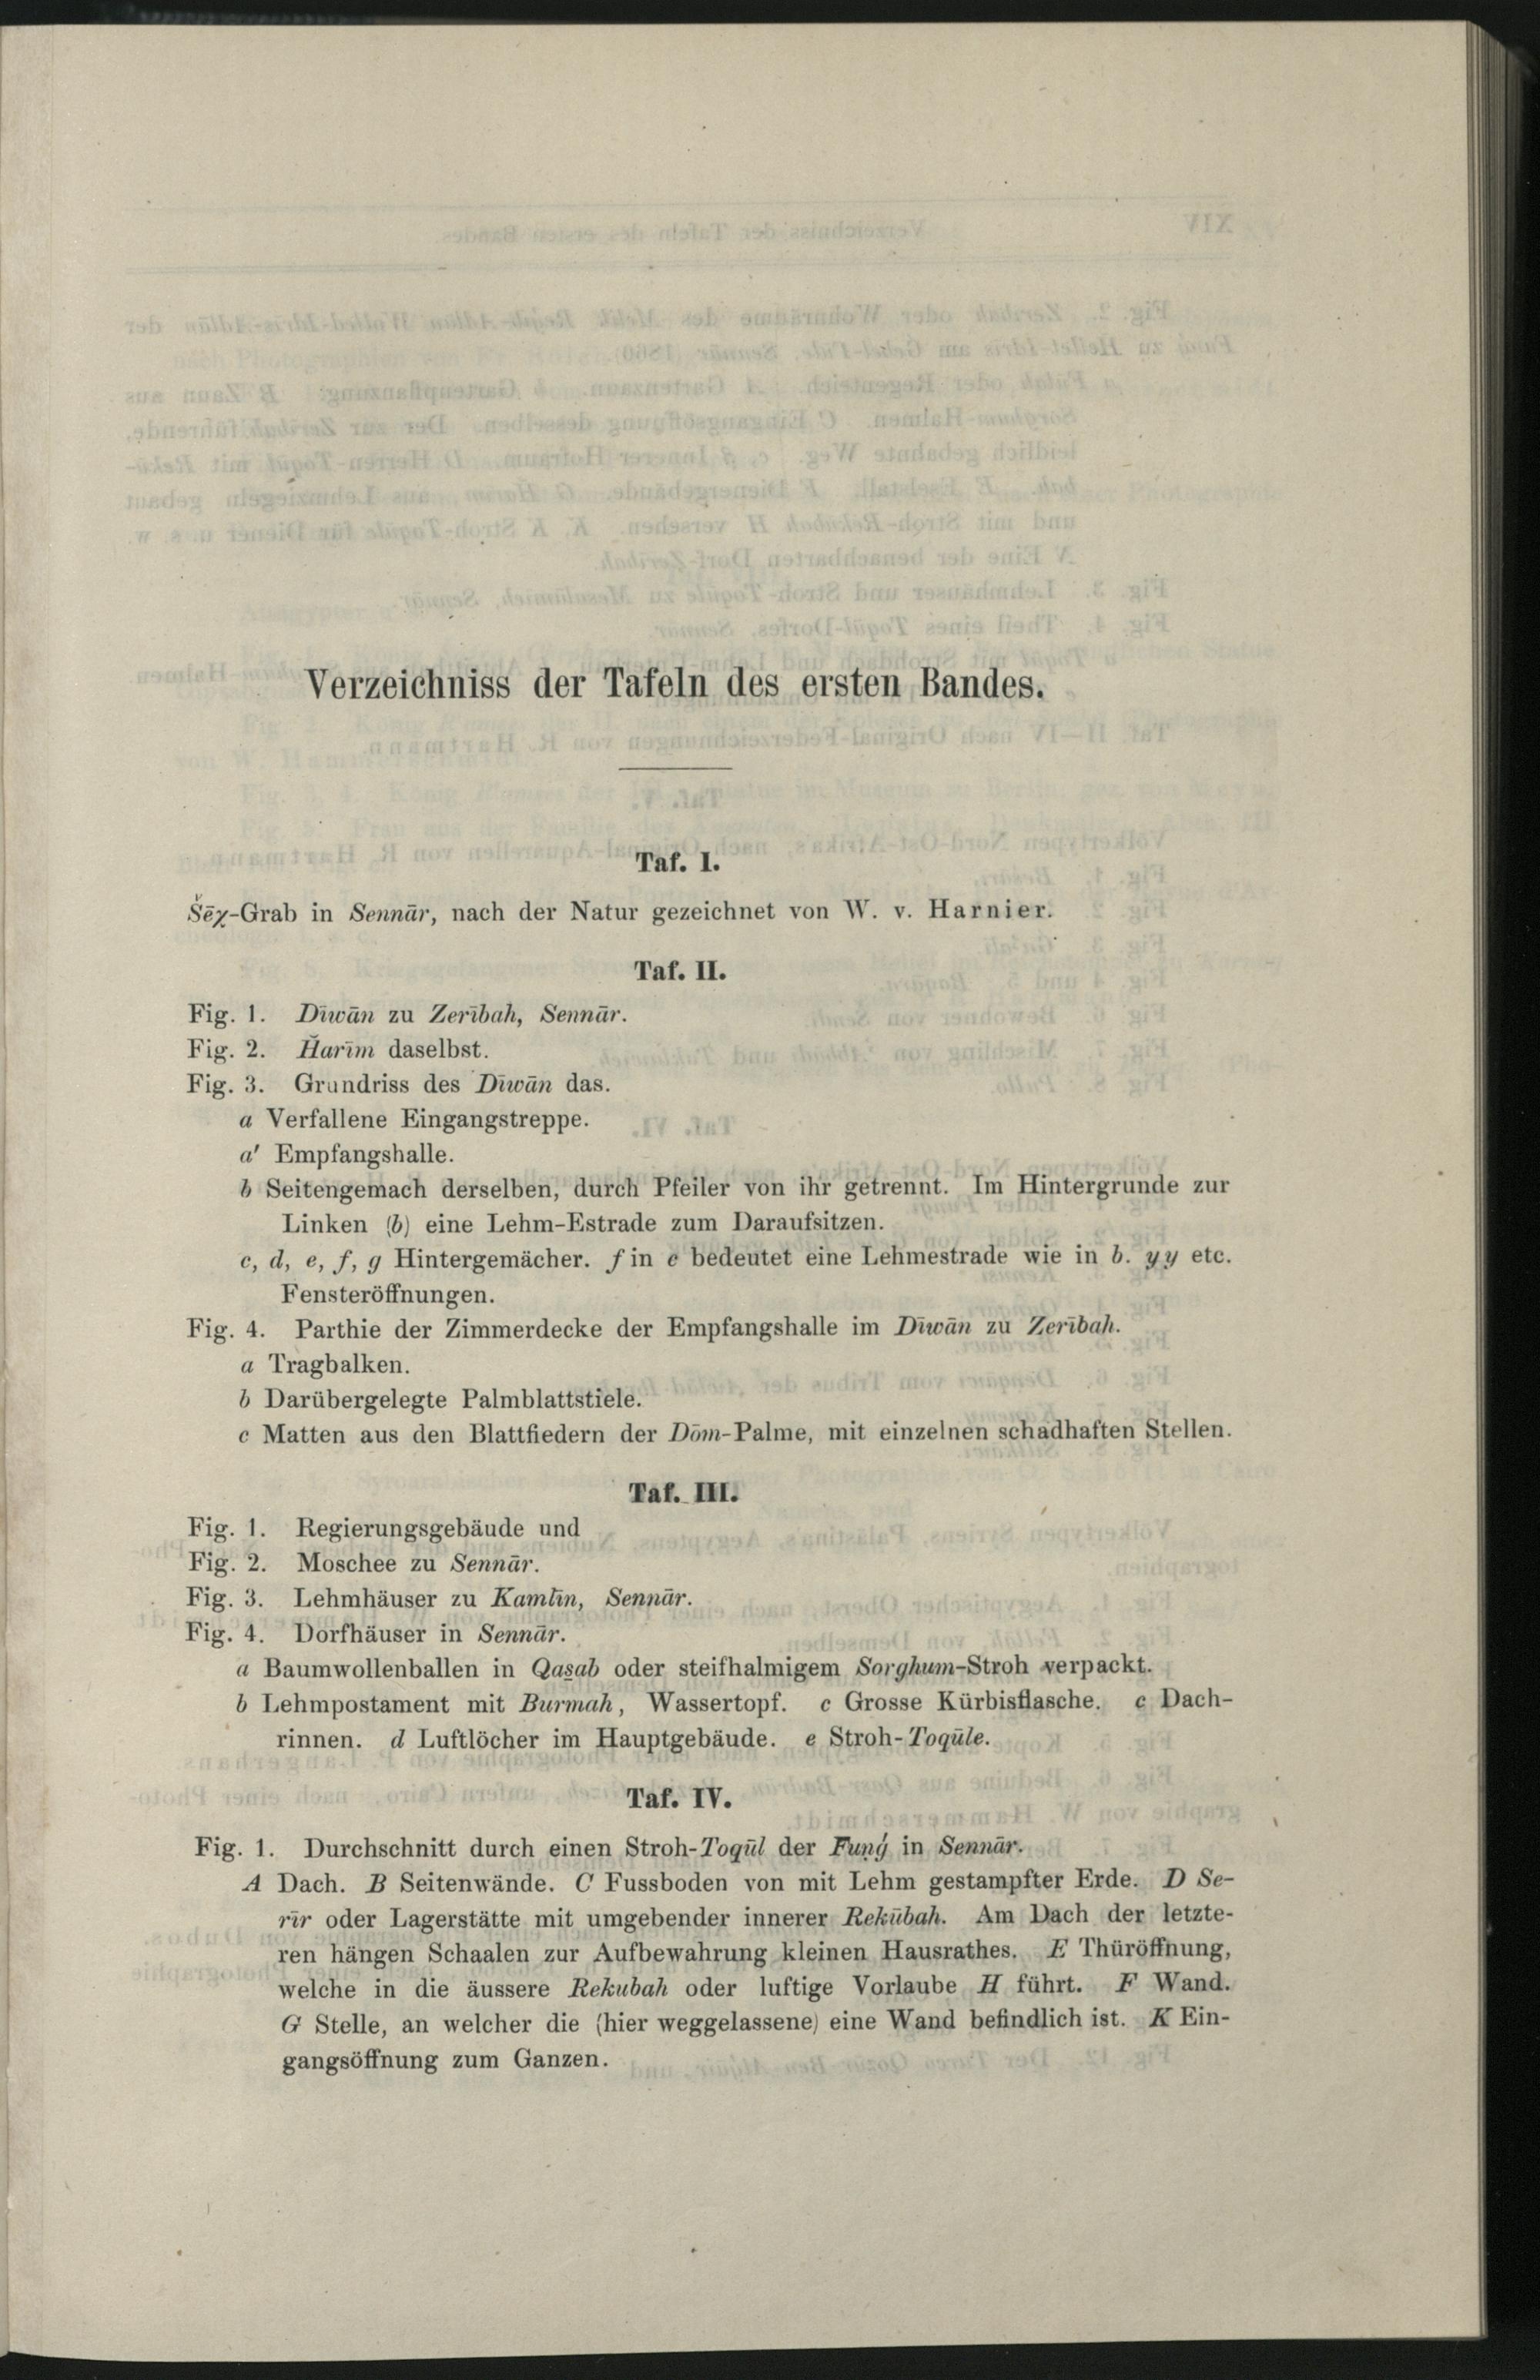 Verzeichniss der Tafeln des ersten Bandes.
Taf. I.
Šēχ-Grab in Sennār, nach der Natur gezeichnet von W. v. Harnier.
Taf. II.
Fig. 1. Dīwān zu Zerībah, Sennār.
Fig. 2. Ḥarīm daselbst.
Fig. 3. Grundriss des Dīwān das.
a Verfallene Eingangstreppe.
a' Empfangshalle.
b Seitengemach derselben, durch Pfeiler von ihr getrennt. Im Hintergrunde zur
Linken (b) eine Lehm-Estrade zum Daraufsitzen.
c, d, e, f, g Hintergemächer. f in e bedeutet eine Lehmestrade wie in b. y y etc.
Fensteröffnungen.
Fig. 4. Parthie der Zimmerdecke der Empfangshalle im Dīwān zu Zerībah.
a Tragbalken.
b Darübergelegte Palmblattstiele.
c Matten aus den Blattfiedern der Dōm-Palme, mit einzelnen schadhaften Stellen.
Taf. III.
Fig. 1. Regierungsgebäude und
Fig. 2. Moschee zu Sennār.
Fig. 3. Lehmhäuser zu Kamlīn, Sennār.
Fig. 4. Dorfhäuser in Sennār.
a Baumwollenballen in Qaṣab oder steifhalmigem Sorghum-Stroh verpackt.
b Lehmpostament mit Burmah, Wassertopf. c Grosse Kürbisflasche. c Dach-
rinnen. d Luftlöcher im Hauptgebäude. e Stroh-Toqūle.
Taf. IV.
Fig. 1. Durchschnitt durch einen Stroh-Toqūl der Fuṇǵ in Sennār.
A Dach. B Seitenwände. C Fussboden von mit Lehm gestampfter Erde. D Se-
rīr oder Lagerstätte mit umgebender innerer Rekūbah. Am Dach der letzte-
ren hängen Schaalen zur Aufbewahrung kleinen Hausrathes. E Thüröffnung,
welche in die äussere Rekubah oder luftige Vorlaube H führt. F Wand.
G Stelle, an welcher die (hier weggelassene) eine Wand befindlich ist. K Ein-
gangsöffnung zum Ganzen.